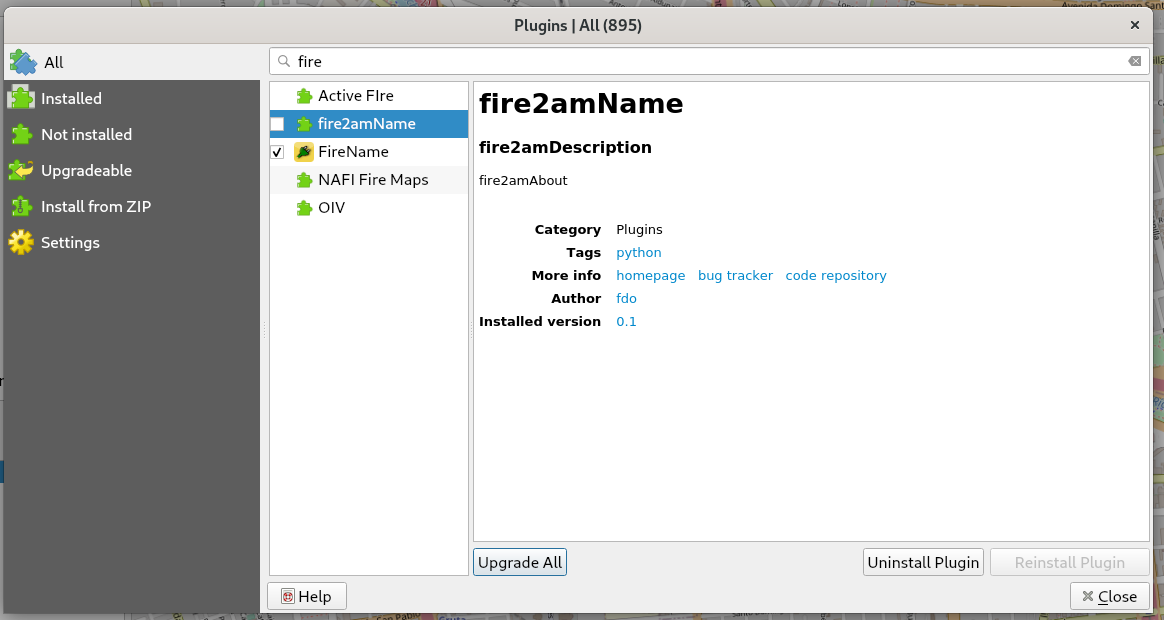 Plugins | All (895)
All
Installed
Not installed
Upgradeable
Install from ZIP
Settings
fire
Active FIre
fire2amName
FireName
NAFI Fire Maps
OIV
fire2amName
fire2amDescription
fire2amAbout
Category Plugins
Tags python
More info homepage bug tracker code repository
Author fdo
Installed version 0.1
Upgrade All
Uninstall Plugin
Reinstall Plugin
Help
Close